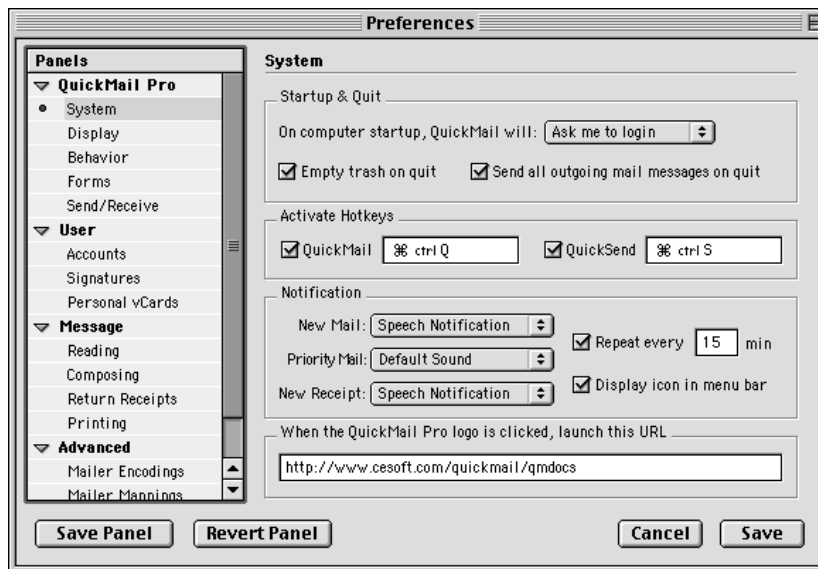 Preferences
Panels
QuickMail Pro
System
Display
Behavior
Forms
Send/Receive
User
Accounts
Signatures
Personal vCards
Message
Reading
Composing
Return Receipts
Printing
Advanced
Mailer Encodings
Mailer Mappings
System
Startup & Quit
On computer startup, QuickMail will: Ask me to login
Empty trash on quit Send all outgoing mail messages on quit
Activate Hotkeys
QuickMail ⌘ ctrl Q QuickSend ⌘ ctrl S
Notification
New Mail: Speech Notification
Repeat every 15 min
Priority Mail: Default Sound
Display icon in menu bar
New Receipt: Speech Notification
When the QuickMail Pro logo is clicked, launch this URL
http://www.cesoft.com/quickmail/qmdocs
Save Panel Revert Panel Cancel Save